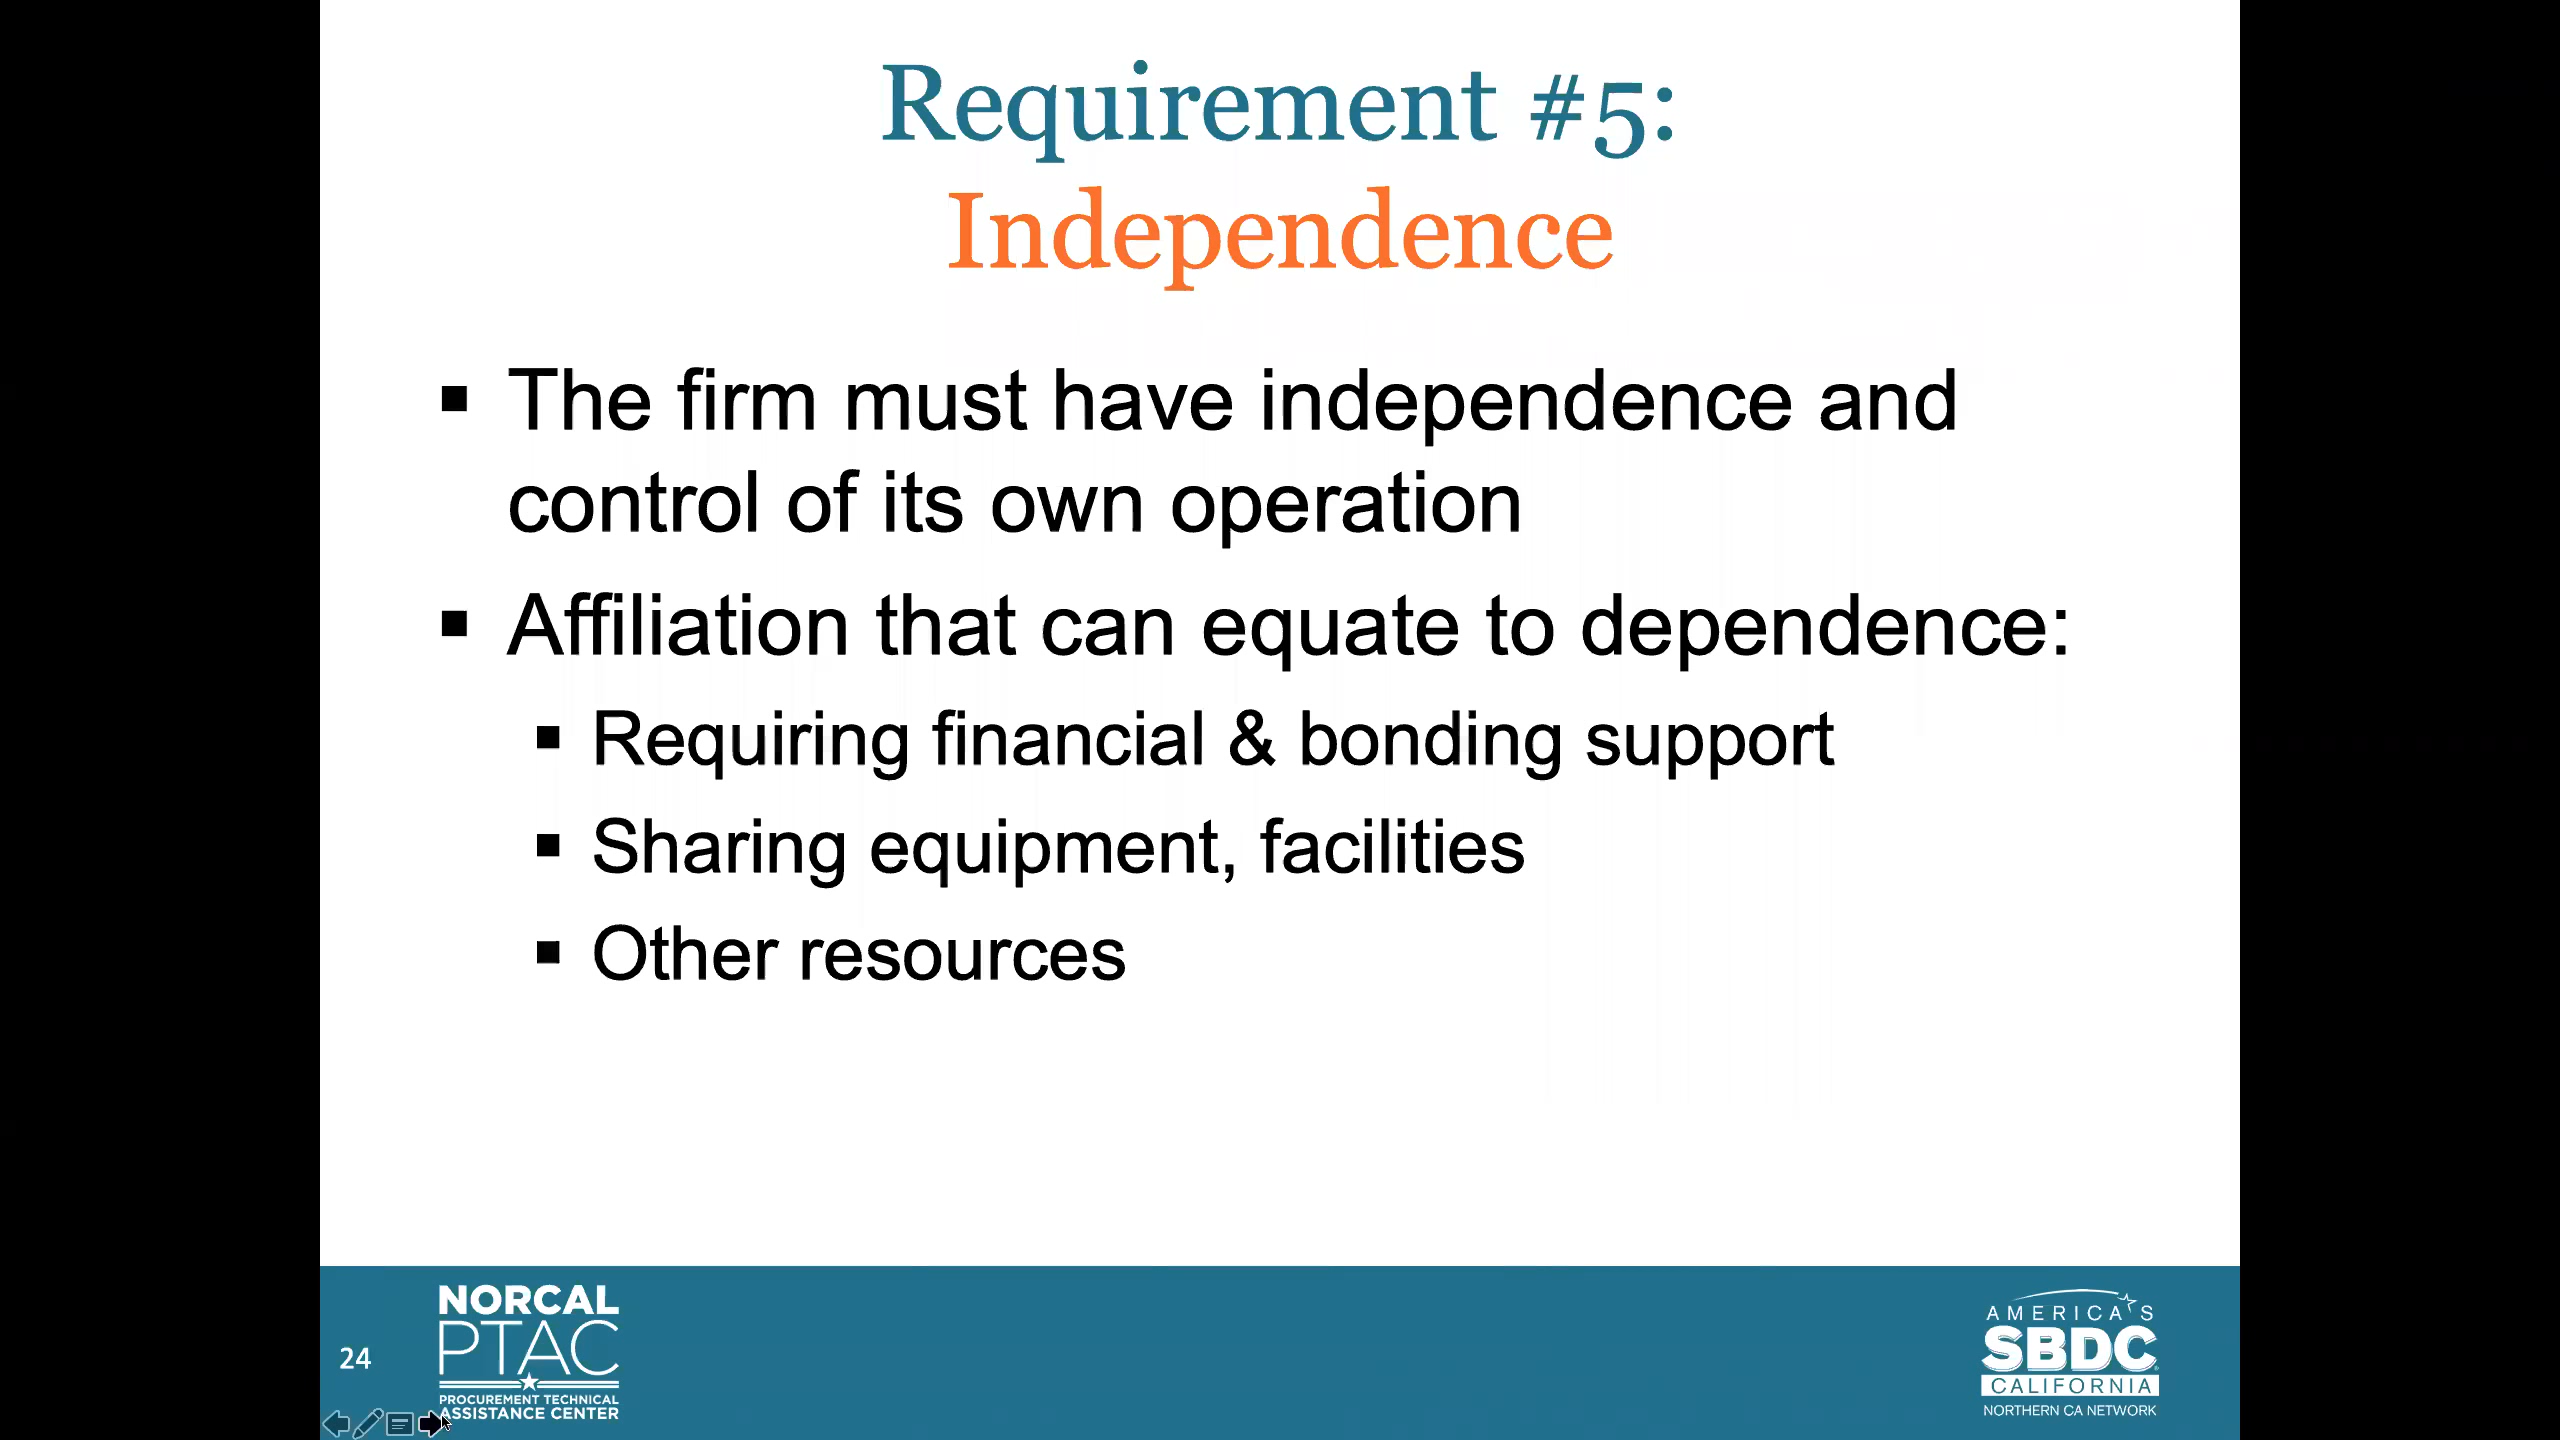 Requirement #5:
Independence
▪ The firm must have independence and
control of its own operation
▪ Affiliation that can equate to dependence:
▪ Requiring financial & bonding support
▪ Sharing equipment, facilities
▪ Other resources
24
NORCAL
PTAC
PROCUREMENT TECHNICAL
ASSISTANCE CENTER
AMERICA'S
SBDC
CALIFORNIA
NORTHERN CA NETWORK